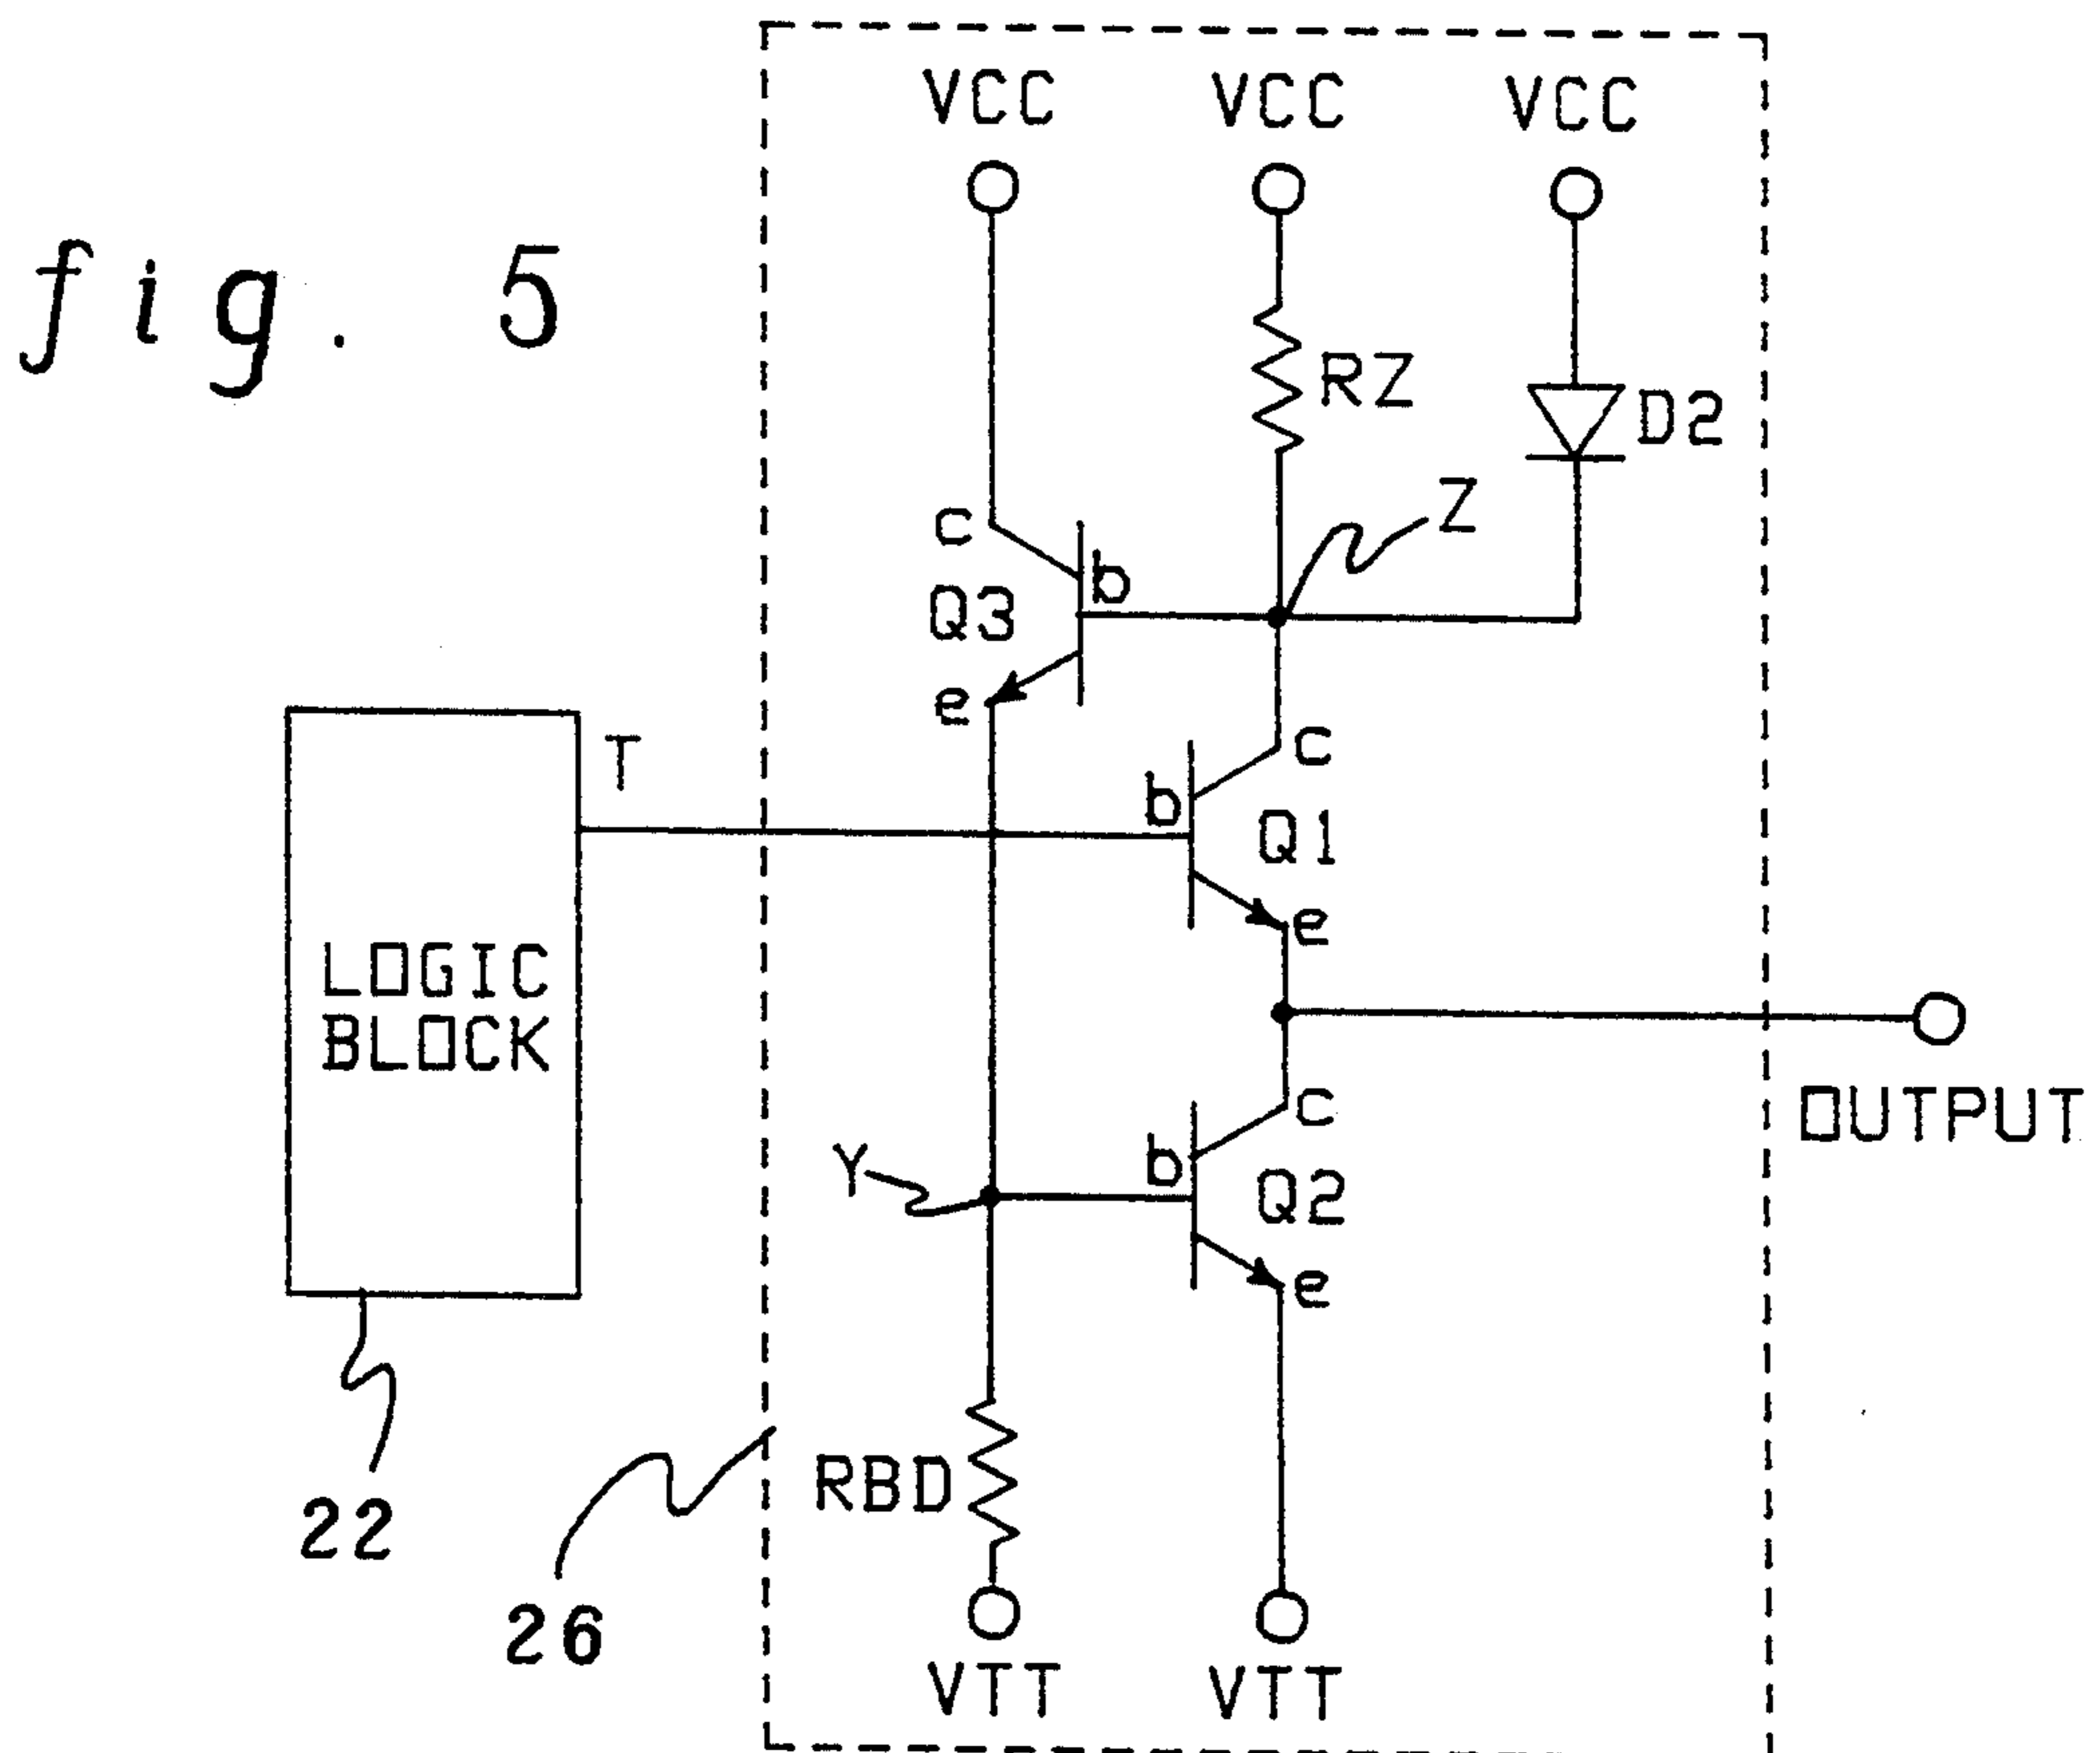 fig. 5
VCC VCC VCC
RZ
D2
Z
c
b
Q3
e
T
c
b
Q1
e
LOGIC
BLOCK
OUTPUT
c
b
Q2
e
Y
RBD
22
26
VTT VTT